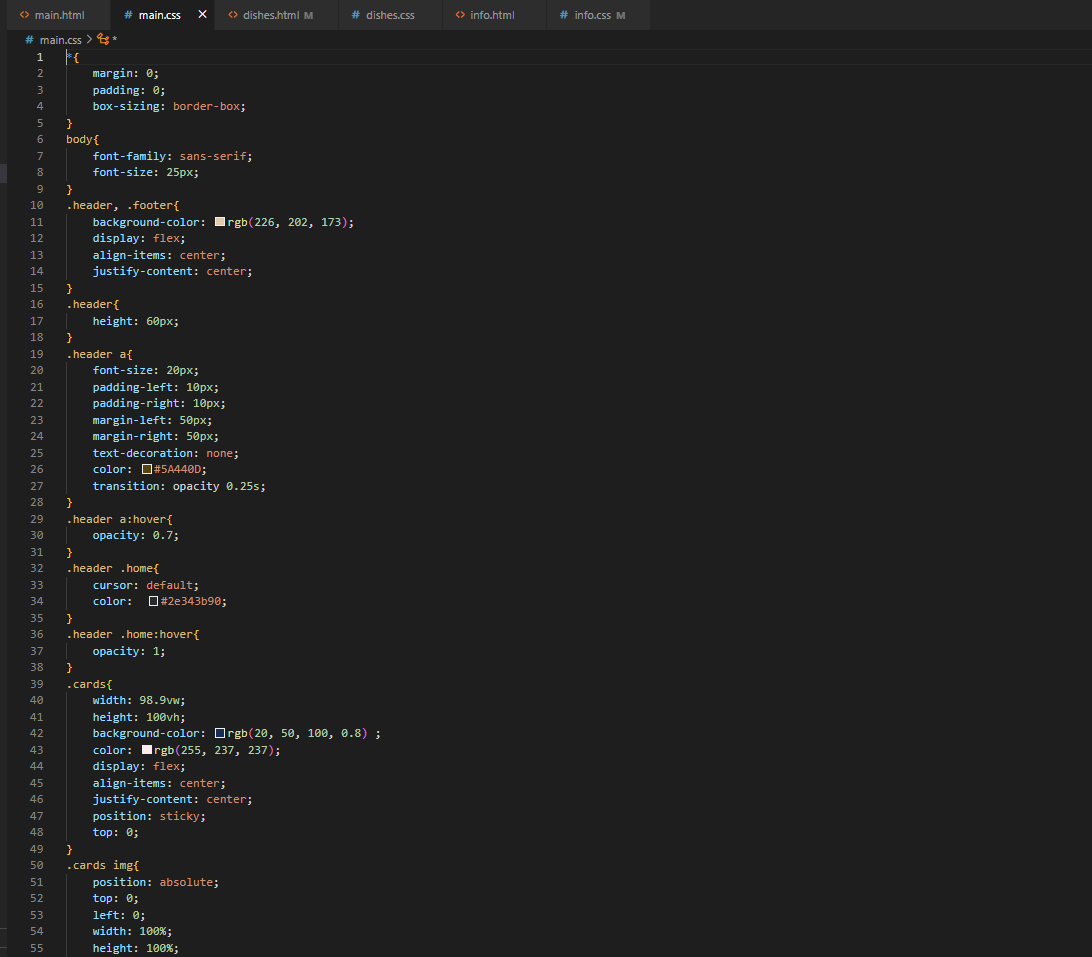 <> main.html # main.css × <> dishes.html M # dishes.css <> info.html # info.css M
# main.css > *
1 *{
2 margin: 0;
3 padding: 0;
4 box-sizing: border-box;
5 }
6 body{
7 font-family: sans-serif;
8 font-size: 25px;
9 }
10 .header, .footer{
11 background-color: rgb(226, 202, 173);
12 display: flex;
13 align-items: center;
14 justify-content: center;
15 }
16 .header{
17 height: 60px;
18 }
19 .header a{
20 font-size: 20px;
21 padding-left: 10px;
22 padding-right: 10px;
23 margin-left: 50px;
24 margin-right: 50px;
25 text-decoration: none;
26 color: #5A440D;
27 transition: opacity 0.25s;
28 }
29 .header a:hover{
30 opacity: 0.7;
31 }
32 .header .home{
33 cursor: default;
34 color: #2e343b90;
35 }
36 .header .home:hover{
37 opacity: 1;
38 }
39 .cards{
40 width: 98.9vw;
41 height: 100vh;
42 background-color: rgb(20, 50, 100, 0.8) ;
43 color: rgb(255, 237, 237);
44 display: flex;
45 align-items: center;
46 justify-content: center;
47 position: sticky;
48 top: 0;
49 }
50 .cards img{
51 position: absolute;
52 top: 0;
53 left: 0;
54 width: 100%;
55 height: 100%;